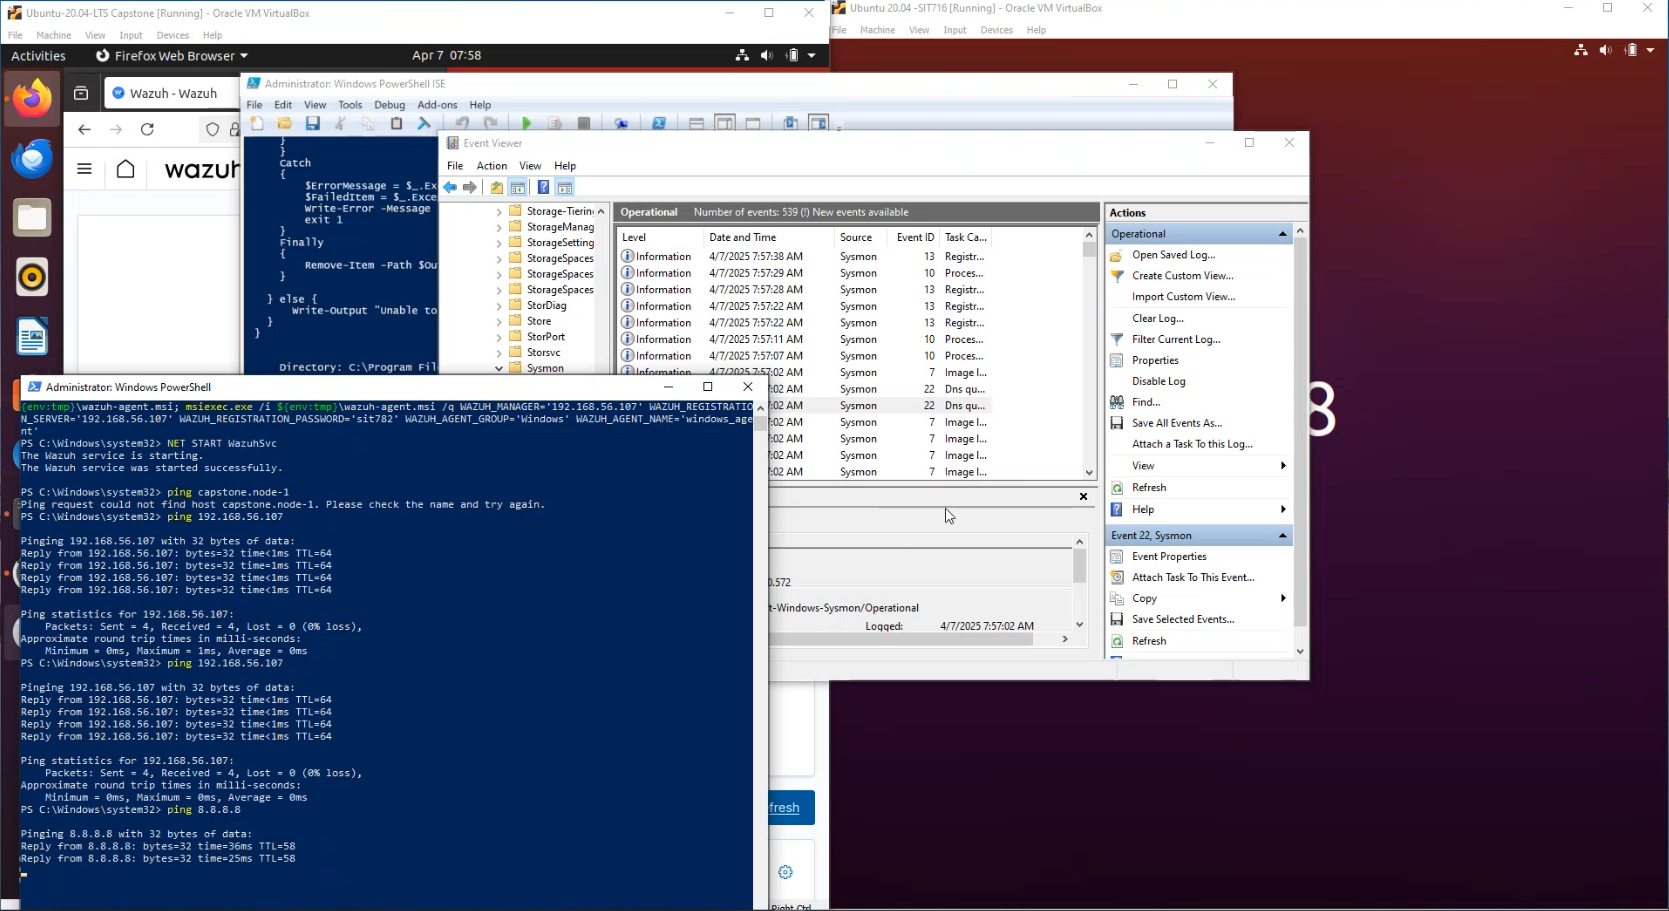 Ubuntu-20.04-LTS Capstone [Running] - Oracle VM VirtualBox
File Machine View Input Devices Help
Activities Firefox Web Browser Apr 7 07:58
Wazuh - Wazuh
wazuh
Refresh
Right Ctrl
Ubuntu 20.04 -SIT716 [Running] - Oracle VM VirtualBox
File Machine View Input Devices Help
8
Administrator: Windows PowerShell ISE
File Edit View Tools Debug Add-ons Help
}
}
Catch
{
$ErrorMessage = $_.Ex
$FailedItem = $_.Exce
Write-Error -Message
exit 1
}
Finally
{
Remove-Item -Path $Ou
}
} else {
Write-Output "Unable to
}
}
Directory: C:\Program Fil
Event Viewer
File Action View Help
Storage-Tierin
StorageManag
StorageSetting
StorageSpaces
StorageSpaces
StorageSpaces
StorDiag
Store
StorPort
Storsvc
Sysmon
Operational Number of events: 539 (!) New events available
Level Date and Time Source Event ID Task Ca...
Information 4/7/2025 7:57:38 AM Sysmon 13 Registr...
Information 4/7/2025 7:57:29 AM Sysmon 10 Proces...
Information 4/7/2025 7:57:28 AM Sysmon 13 Registr...
Information 4/7/2025 7:57:22 AM Sysmon 13 Registr...
Information 4/7/2025 7:57:22 AM Sysmon 13 Registr...
Information 4/7/2025 7:57:11 AM Sysmon 10 Proces...
Information 4/7/2025 7:57:07 AM Sysmon 10 Proces...
:02 AM Sysmon 22 Dns qu...
:02 AM Sysmon 22 Dns qu...
:02 AM Sysmon 7 Image l...
:02 AM Sysmon 7 Image l...
:02 AM Sysmon 7 Image l...
:02 AM Sysmon 7 Image l...
0.572
t-Windows-Sysmon/Operational
Logged: 4/7/2025 7:57:02 AM
Actions
Operational
Open Saved Log...
Create Custom View...
Import Custom View...
Clear Log...
Filter Current Log...
Properties
Disable Log
Find...
Save All Events As...
Attach a Task To this Log...
View
Refresh
Help
Event 22, Sysmon
Event Properties
Attach Task To This Event...
Copy
Save Selected Events...
Refresh
Administrator: Windows PowerShell
{env:tmp}\wazuh-agent.msi; msiexec.exe /i ${env:tmp}\wazuh-agent.msi /q WAZUH_MANAGER='192.168.56.107' WAZUH_REGISTRATIO
N_SERVER='192.168.56.107' WAZUH_REGISTRATION_PASSWORD='sit782' WAZUH_AGENT_GROUP='Windows' WAZUH_AGENT_NAME='windows_age
nt'
PS C:\Windows\system32> NET START WazuhSvc
The Wazuh service is starting.
The Wazuh service was started successfully.
PS C:\Windows\system32> ping capstone.node-1
Ping request could not find host capstone.node-1. Please check the name and try again.
PS C:\Windows\system32> ping 192.168.56.107
Pinging 192.168.56.107 with 32 bytes of data:
Reply from 192.168.56.107: bytes=32 time<1ms TTL=64
Reply from 192.168.56.107: bytes=32 time=1ms TTL=64
Reply from 192.168.56.107: bytes=32 time<1ms TTL=64
Reply from 192.168.56.107: bytes=32 time<1ms TTL=64
Ping statistics for 192.168.56.107:
Packets: Sent = 4, Received = 4, Lost = 0 (0% loss),
Approximate round trip times in milli-seconds:
Minimum = 0ms, Maximum = 1ms, Average = 0ms
PS C:\Windows\system32> ping 192.168.56.107
Pinging 192.168.56.107 with 32 bytes of data:
Reply from 192.168.56.107: bytes=32 time<1ms TTL=64
Reply from 192.168.56.107: bytes=32 time<1ms TTL=64
Reply from 192.168.56.107: bytes=32 time<1ms TTL=64
Reply from 192.168.56.107: bytes=32 time<1ms TTL=64
Ping statistics for 192.168.56.107:
Packets: Sent = 4, Received = 4, Lost = 0 (0% loss),
Approximate round trip times in milli-seconds:
Minimum = 0ms, Maximum = 0ms, Average = 0ms
PS C:\Windows\system32> ping 8.8.8.8
Pinging 8.8.8.8 with 32 bytes of data:
Reply from 8.8.8.8: bytes=32 time=36ms TTL=58
Reply from 8.8.8.8: bytes=32 time=25ms TTL=58